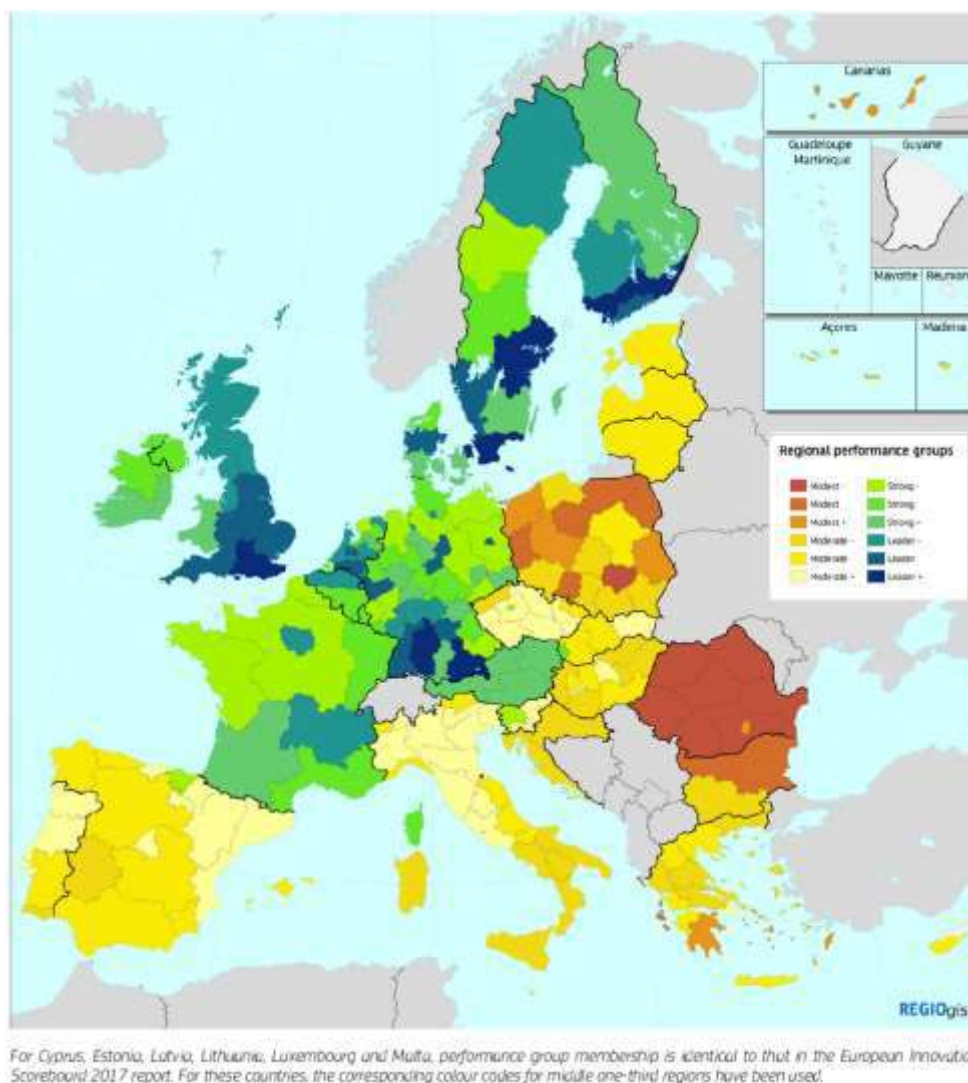 Canarias
Guadeloupe
Martinique
Guyane
Mayotte
Réunion
Açores
Madeira
Regional performance groups
Modest -
Strong -
Modest
Strong
Modest +
Strong +
Moderate -
Leader -
Moderate
Leader
Moderate +
Leader +
REGIOgis
For Cyprus, Estonia, Latvia, Lithuania, Luxembourg and Malta, performance group membership is identical to that in the European Innovatio
Scoreboard 2017 report. For these countries, the corresponding colour codes for middle one-third regions have been used.